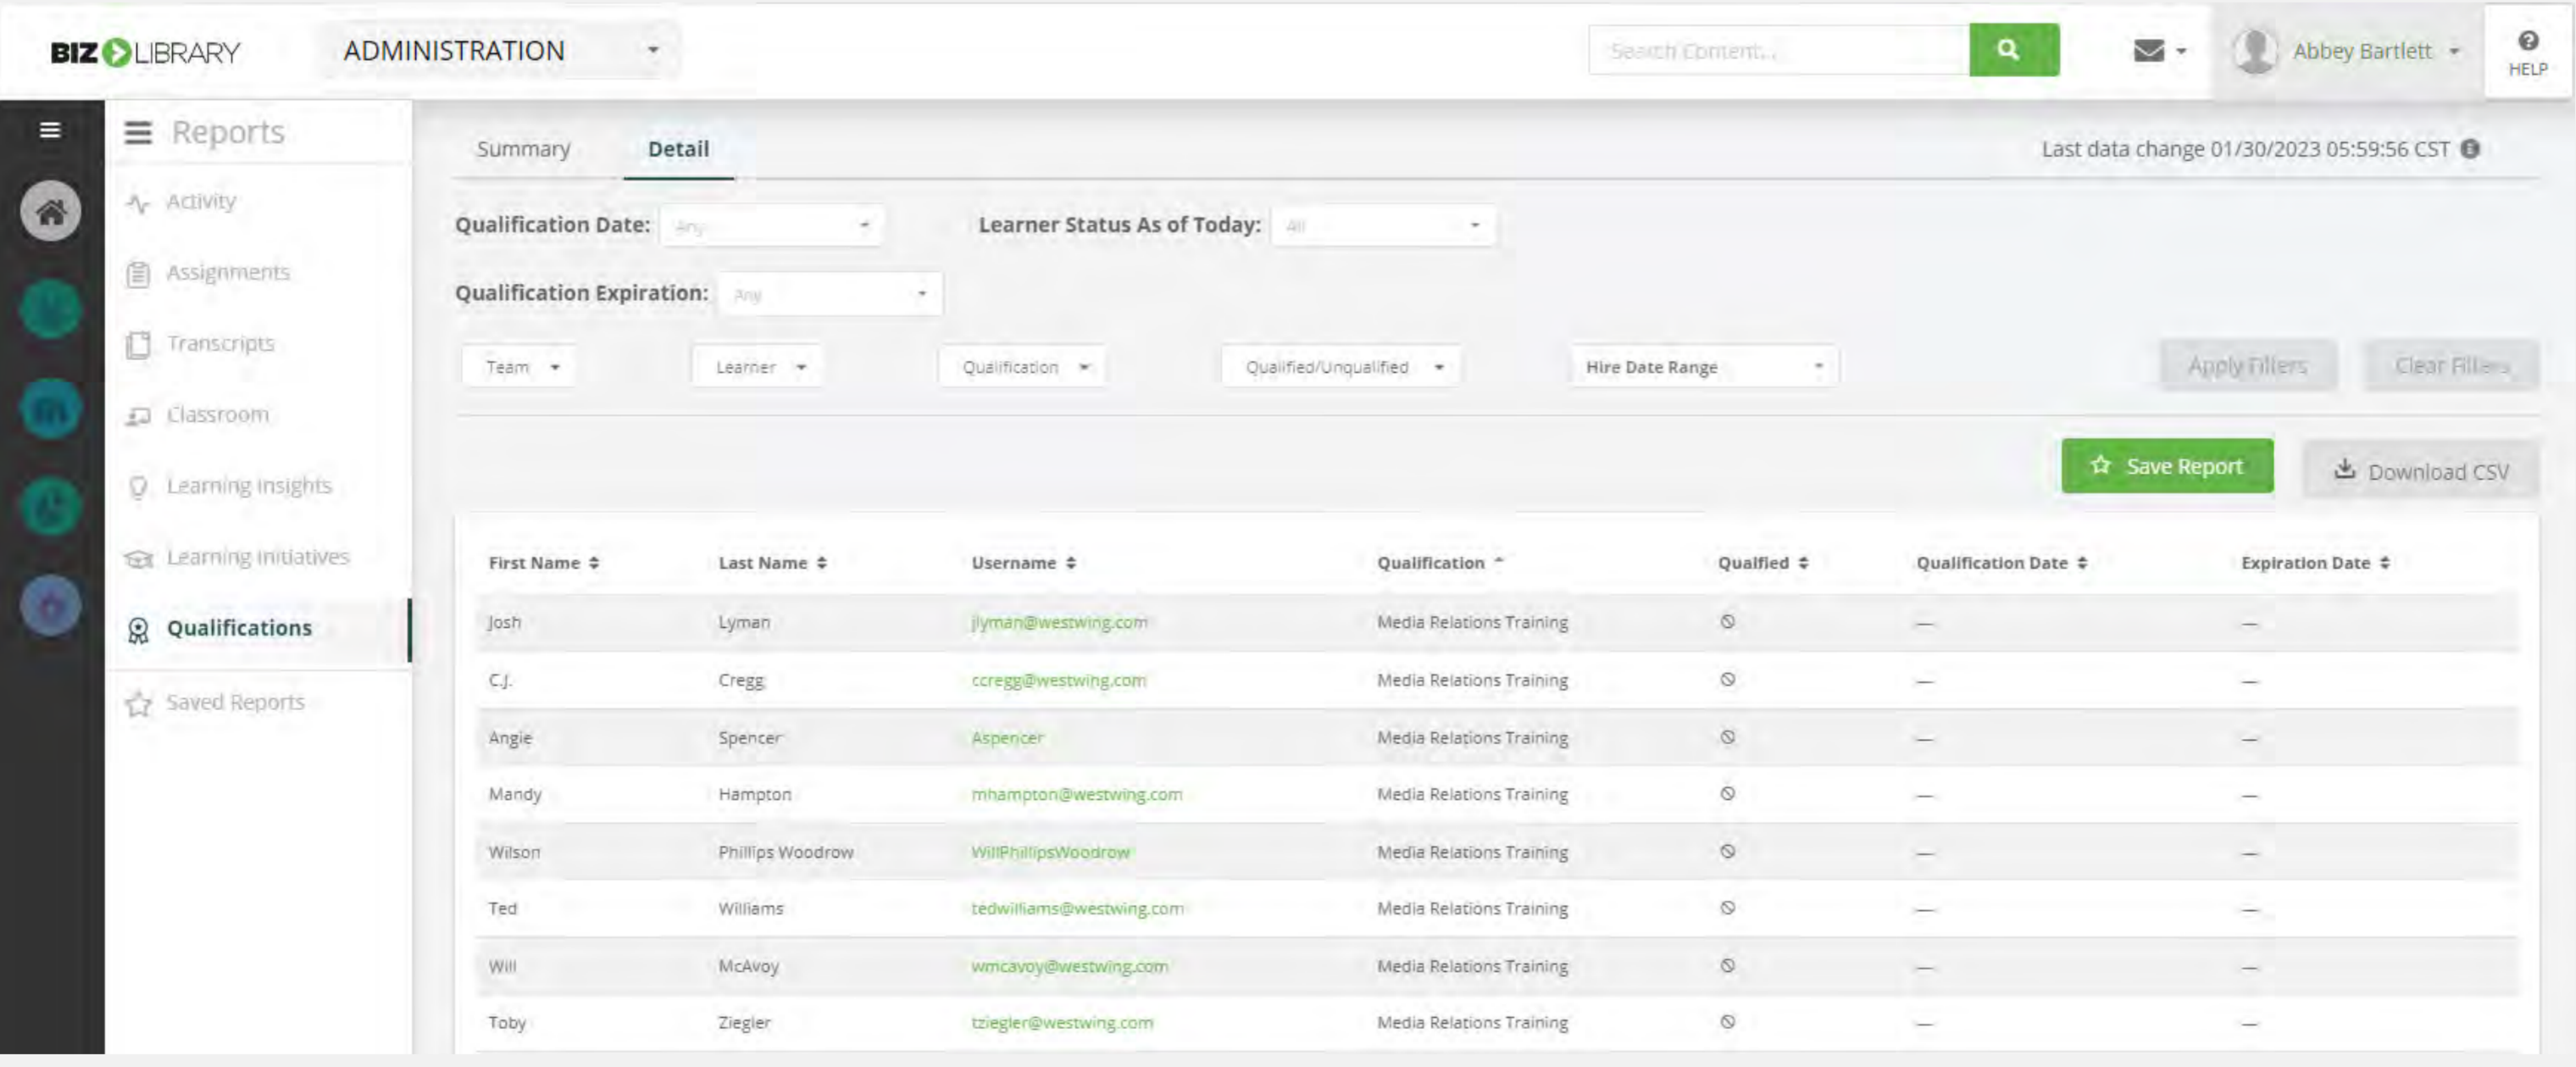 BIZ LIBRARY
ADMINISTRATION
Search Content...
Abbey Bartlett
HELP
Reports
Activity
Assignments
Transcripts
Classroom
Learning Insights
Learning Initiatives
Qualifications
Saved Reports
Summary
Detail
Last data change 01/30/2023 05:59:56 CST
Qualification Date: Any
Learner Status As of Today: All
Qualification Expiration: Any
Team
Learner
Qualification
Qualified/Unqualified
Hire Date Range
Apply Filters
Clear Filters
Save Report
Download CSV
First Name Last Name Username Qualification Qualfied Qualification Date Expiration Date
Josh Lyman jlyman@westwing.com Media Relations Training — —
C.J. Cregg ccregg@westwing.com Media Relations Training — —
Angie Spencer Aspencer Media Relations Training — —
Mandy Hampton mhampton@westwing.com Media Relations Training — —
Wilson Phillips Woodrow WillPhillipsWoodrow Media Relations Training — —
Ted Williams tedwilliams@westwing.com Media Relations Training — —
Will McAvoy wmcavoy@westwing.com Media Relations Training — —
Toby Ziegler tziegler@westwing.com Media Relations Training — —